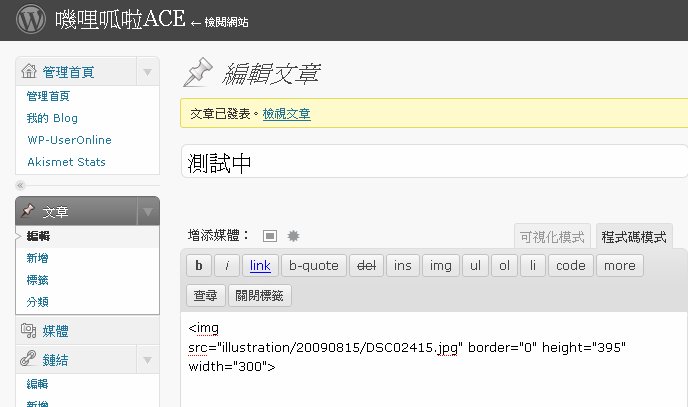 嘰哩呱啦ACE ← 檢閱網站
管理首頁
管理首頁
我的 Blog
WP-UserOnline
Akismet Stats
文章
編輯
新增
標籤
分類
媒體
鏈結
編輯
新增
編輯文章
文章已發表。檢視文章
測試中
增添媒體：
可視化模式 程式碼模式
b i link b-quote del ins img ul ol li code more
查尋 關閉標籤
<img
src="illustration/20090815/DSC02415.jpg" border="0" height="395"
width="300">